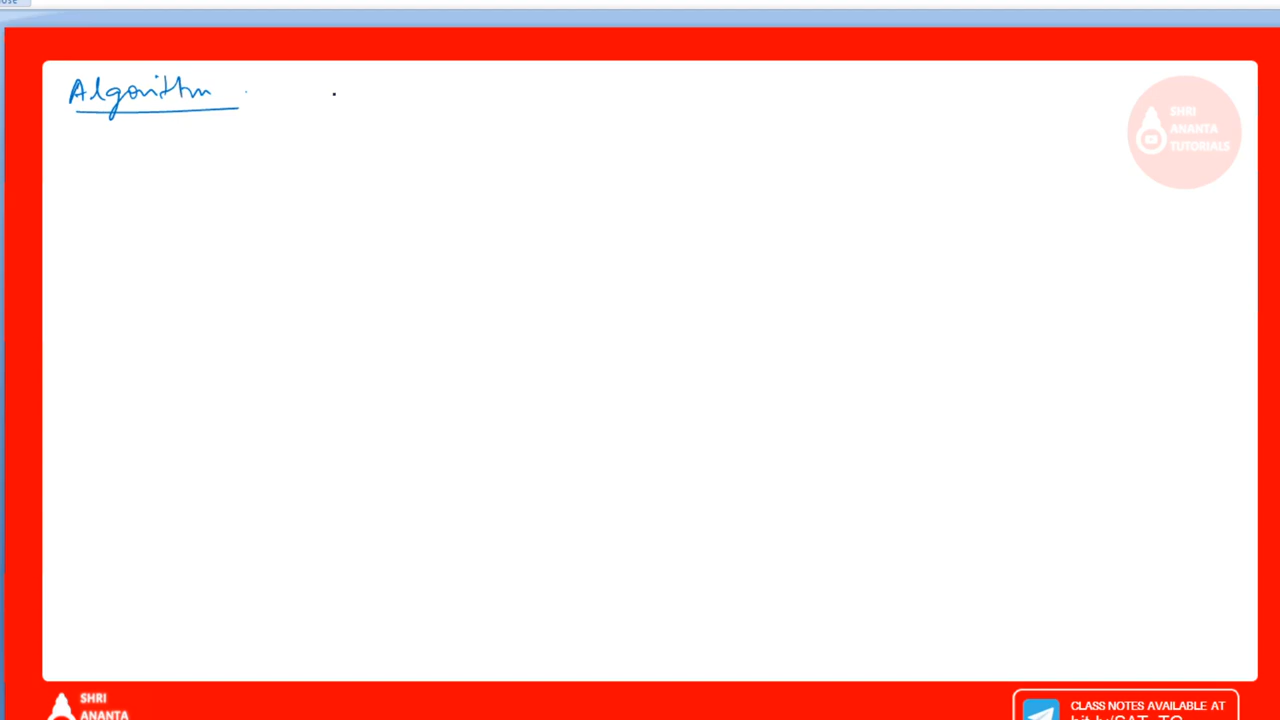 Algorithm
SHRI
ANANTA
TUTORIALS
SHRI
ANANTA
CLASS NOTES AVAILABLE AT